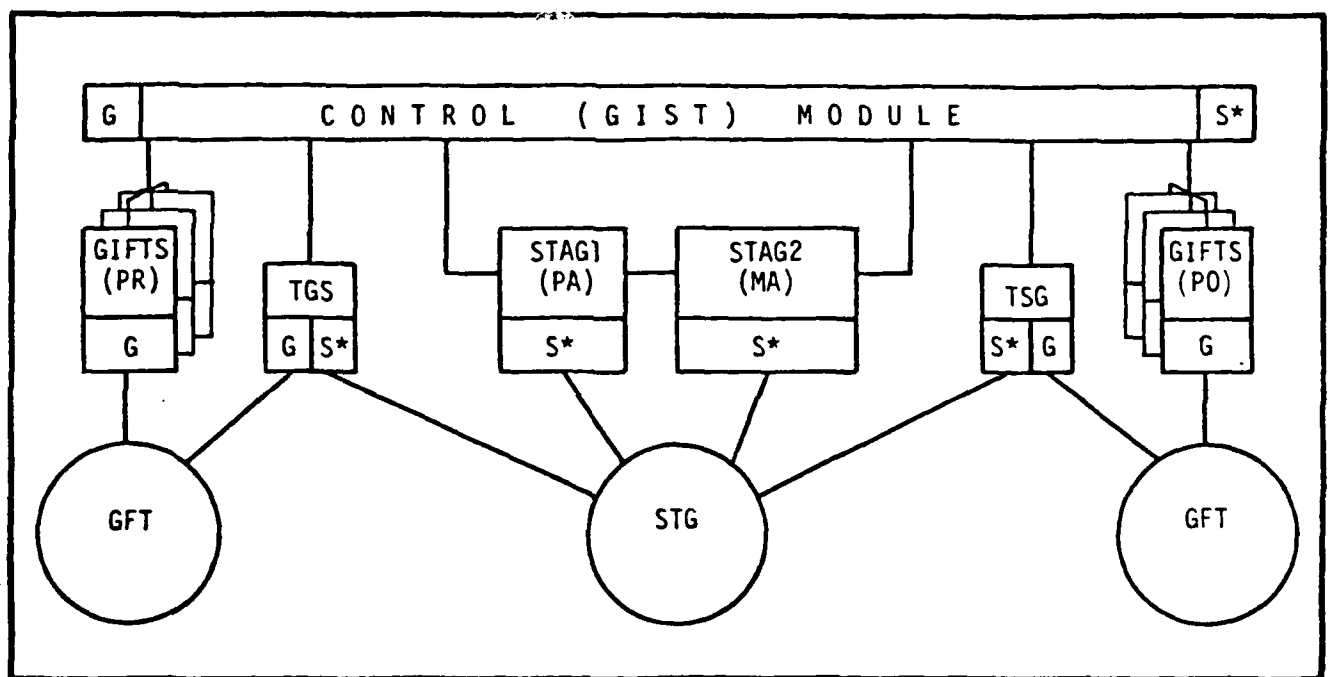 G CONTROL (GIST) MODULE S*
GIFTS
(PR)
G
TGS
G S*
STAG1
(PA)
S*
STAG2
(MA)
S*
TSG
S* G
GIFTS
(PO)
G
GFT
STG
GFT